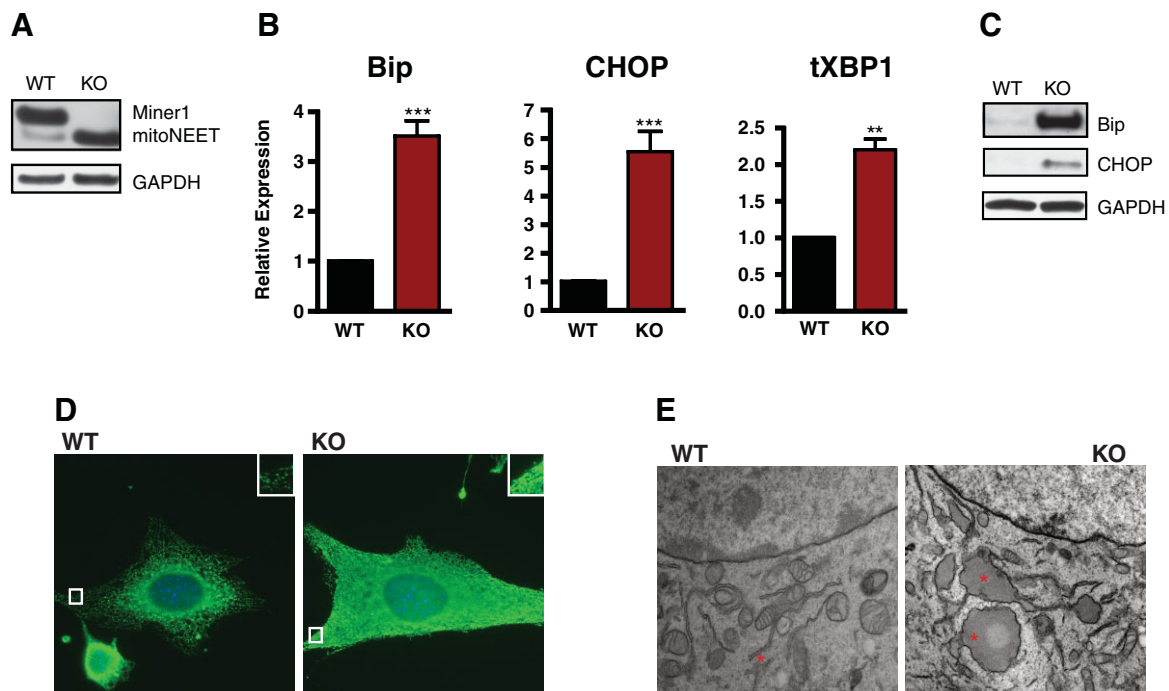 A
WT KO
Miner1
mitoNEET
GAPDH
B
Bip
Relative Expression
4
3
2
1
0
***
WT KO
CHOP
7
6
5
4
3
2
1
0
***
WT KO
tXBP1
2.5
2.0
1.0
0.5
0.0
**
WT KO
C
WT KO
Bip
CHOP
GAPDH
D
WT
KO
E
WT
KO
*
*
*